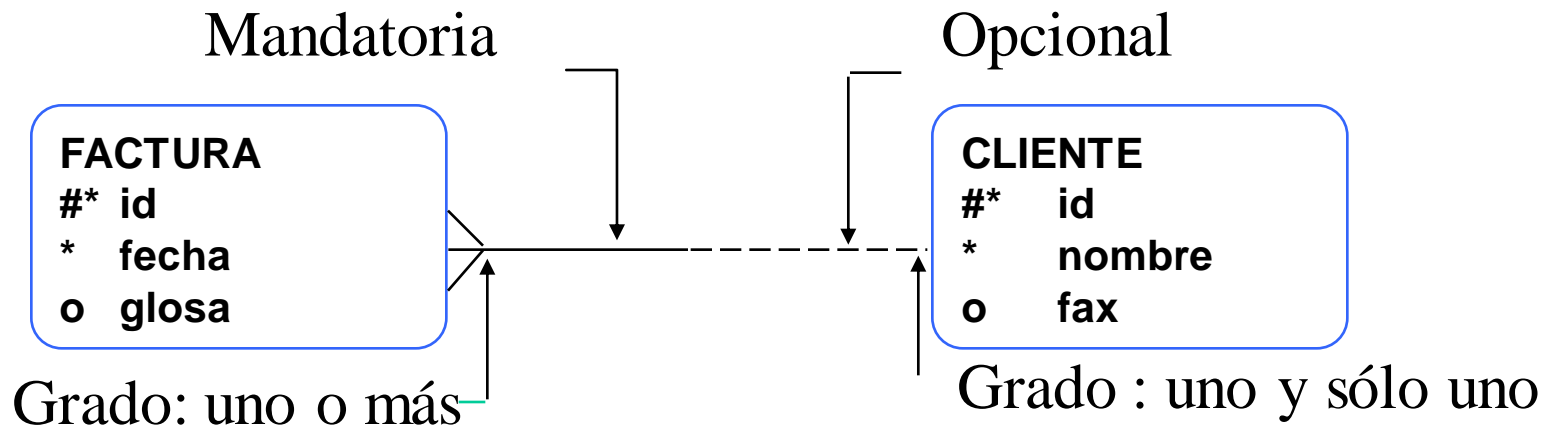 Mandatoria
Opcional
FACTURA
#* id
* fecha
o glosa
CLIENTE
#* id
* nombre
o fax
Grado: uno o más
Grado : uno y sólo uno